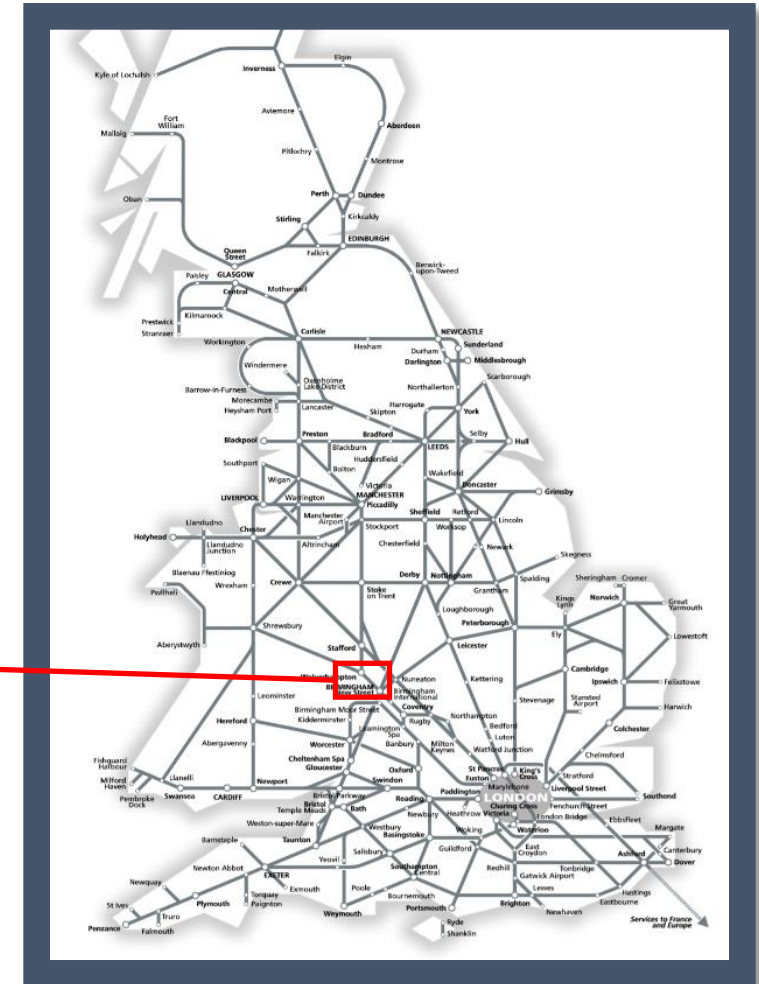 Elgin
Inverness
Kyle of Lochalsh
Aviemore
Fort
William
Mallaig
Aberdeen
Pitlochry
Montrose
Perth
Dundee
Oban
Stirling
Kirkcaldy
EDINBURGH
Falkirk
Queen
Street
GLASGOW
Central
Paisley
Motherwell
Berwick-
upon-Tweed
Prestwick
Stranraer
Kilmarnock
Carlisle
NEWCASTLE
Workington
Hexham
Durham
Sunderland
Darlington
Middlesbrough
Windermere
Scarborough
Oxenholme
Lake District
Barrow-in-Furness
Northallerton
Morecambe
Heysham Port
Lancaster
Harrogate
York
Skipton
Blackpool
Preston
Bradford
Selby
Hull
Blackburn
LEEDS
Huddersfield
Southport
Bolton
Wakefield
Wigan
Victoria
Doncaster
MANCHESTER
Piccadilly
Grimsby
LIVERPOOL
Warrington
Manchester
Airport
Sheffield
Retford
Llandudno
Chester
Stockport
Worksop
Lincoln
Holyhead
Llandudno
Junction
Altrincham
Chesterfield
Newark
Skegness
Blaenau Ffestiniog
Wrexham
Crewe
Derby
Nottingham
Spalding
Sheringham
Cromer
Pwllheli
Stoke
on Trent
Grantham
Kings
Lynn
Norwich
Great
Yarmouth
Loughborough
Shrewsbury
Peterborough
Ely
Lowestoft
Aberystwyth
Stafford
Leicester
Wolverhampton
Nuneaton
Cambridge
BIRMINGHAM
New Street
Birmingham
International
Kettering
Ipswich
Felixstowe
Leominster
Coventry
Stevenage
Stansted
Airport
Harwich
Birmingham Moor Street
Rugby
Northampton
Hereford
Kidderminster
Leamington
Spa
Bedford
Colchester
Abergavenny
Worcester
Banbury
Milton
Keynes
Luton
Watford Junction
Chelmsford
Fishguard
Harbour
Cheltenham Spa
Gloucester
Oxford
St Pancras
Euston
King's
Cross
Stratford
Milford
Haven
Llanelli
Newport
Swindon
Marylebone
Liverpool Street
Pembroke
Dock
Swansea
CARDIFF
Bristol Parkway
Paddington
LONDON
Southend
Bristol
Temple Meads
Bath
Reading
Charing Cross
Fenchurch Street
Newbury
Heathrow
Victoria
London Bridge
Ebbsfleet
Weston-super-Mare
Westbury
Basingstoke
Woking
Waterloo
Margate
Barnstaple
Taunton
Salisbury
Guildford
East
Croydon
Canterbury
Yeovil
Ashford
Dover
Newton Abbot
EXETER
Southampton
Central
Redhill
Tonbridge
Gatwick Airport
Newquay
Exmouth
Poole
Lewes
Hastings
Torquay
Paignton
Bournemouth
Eastbourne
St Ives
Plymouth
Weymouth
Portsmouth
Brighton
Newhaven
Truro
Penzance
Falmouth
Ryde
Shanklin
Services to France
and Europe